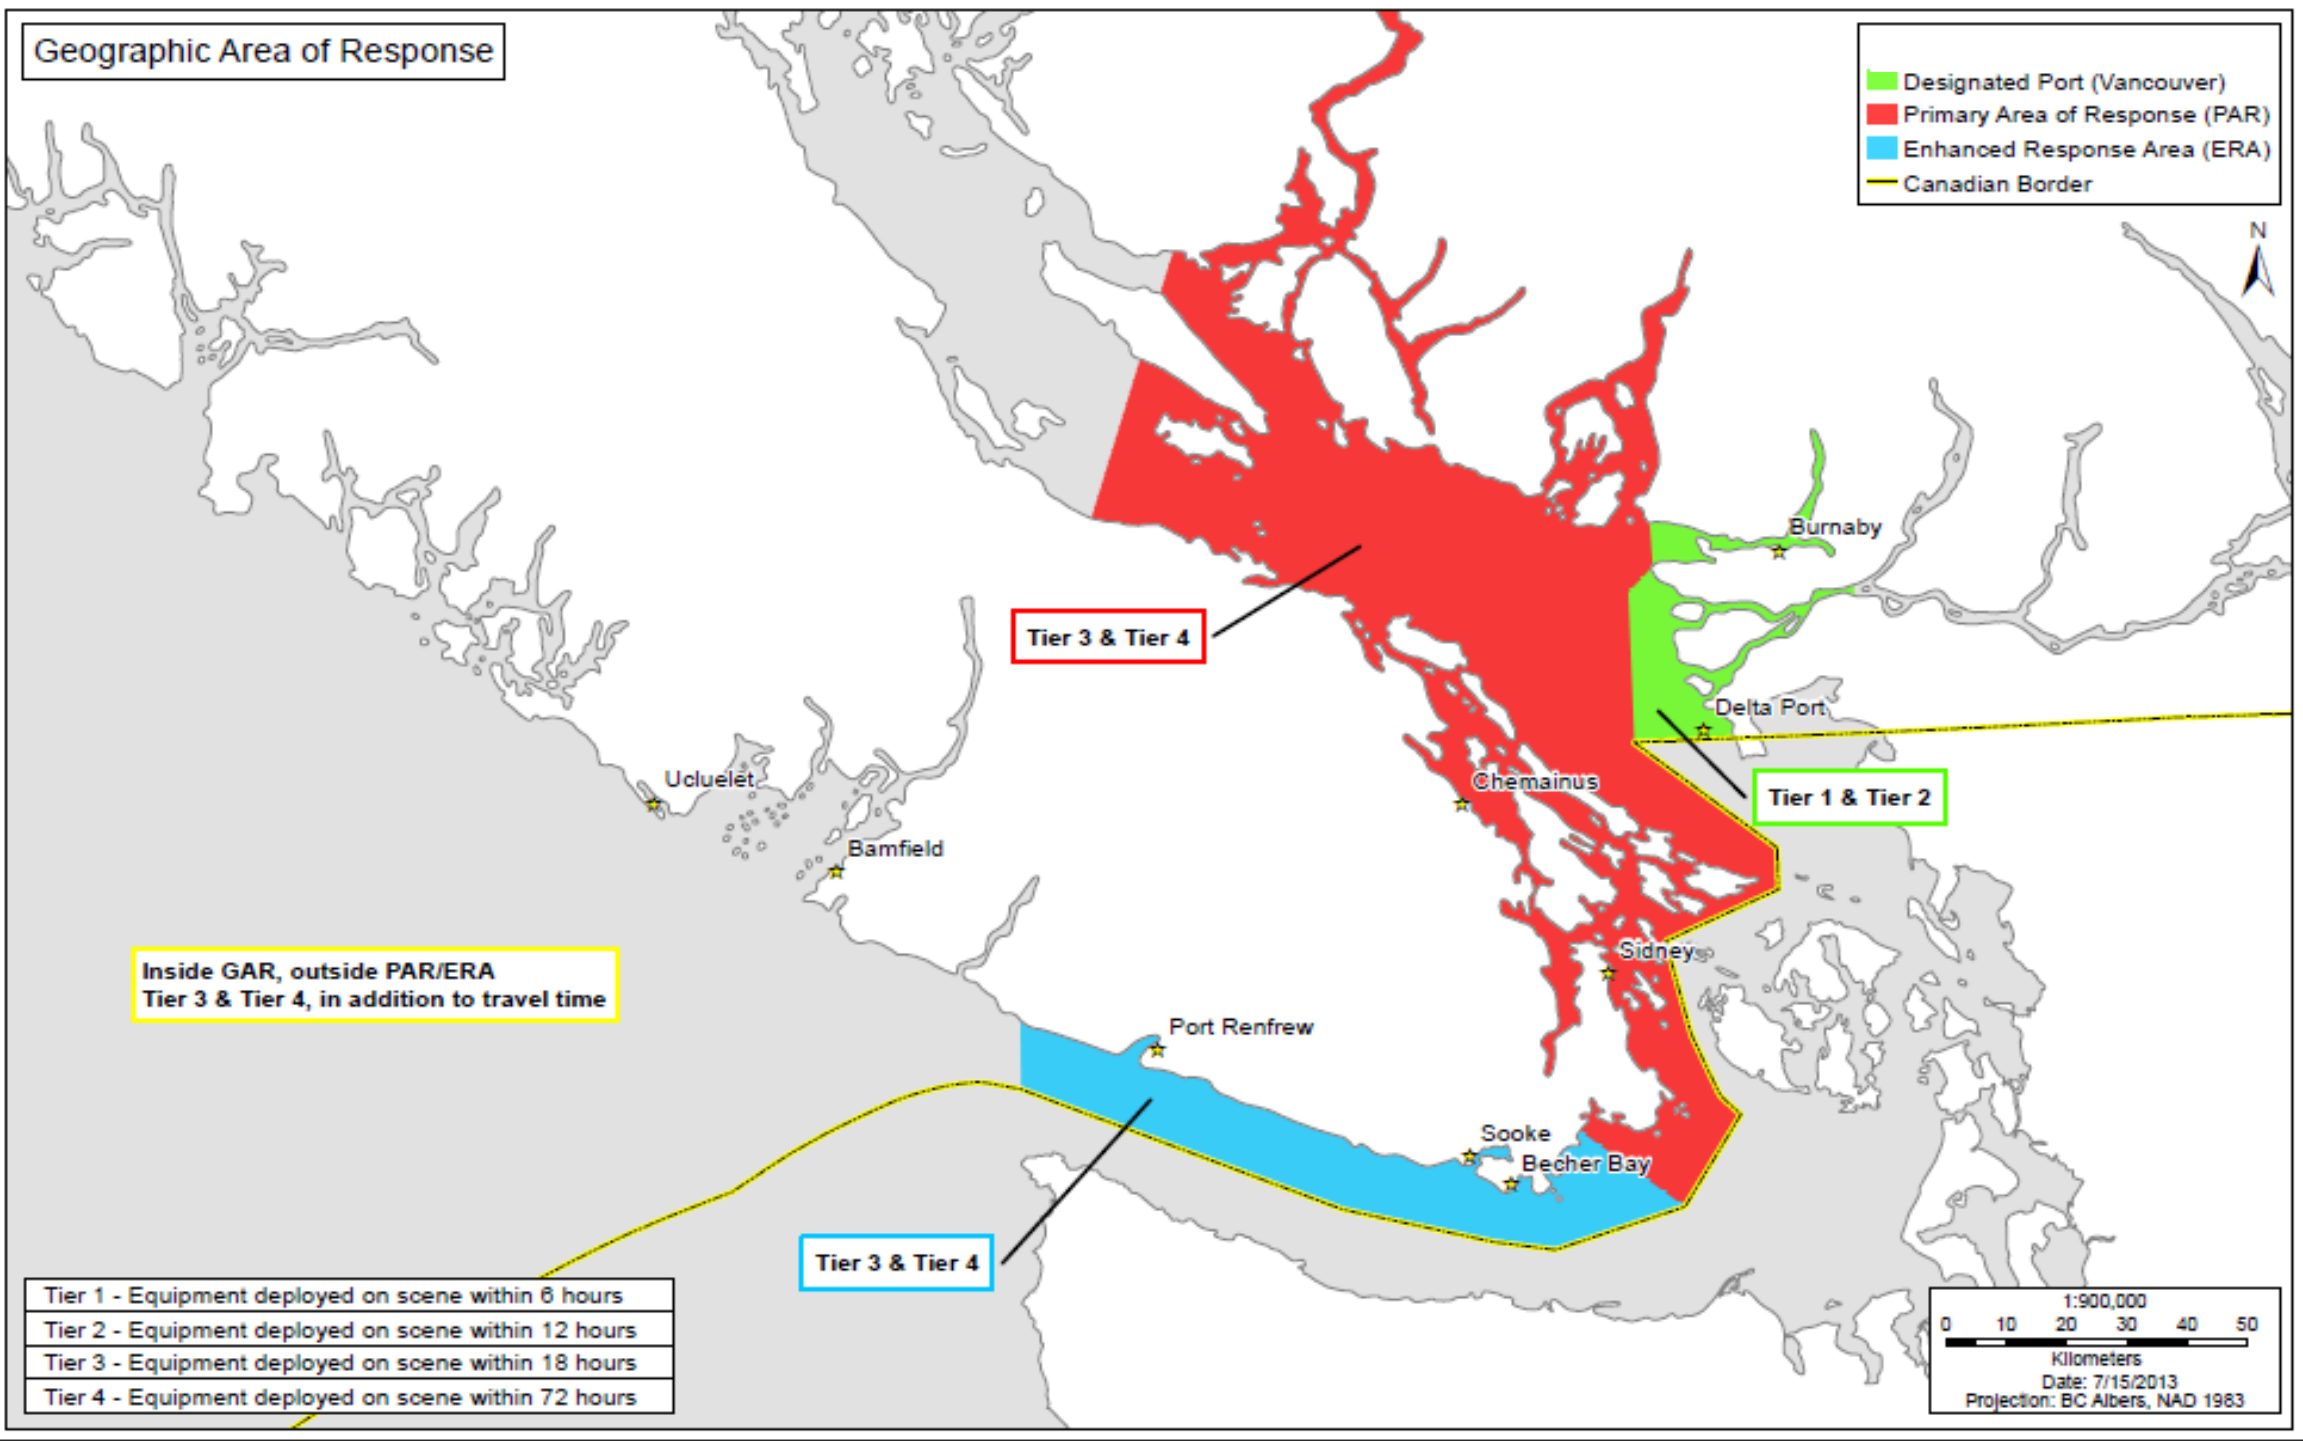 Geographic Area of Response
Designated Port (Vancouver)
Primary Area of Response (PAR)
Enhanced Response Area (ERA)
Canadian Border
N
Burnaby
Tier 3 & Tier 4
Delta Port
Ucluelet
Chemainus
Tier 1 & Tier 2
Bamfield
Sidney
Inside GAR, outside PAR/ERA
Tier 3 & Tier 4, in addition to travel time
Port Renfrew
Sooke
Becher Bay
Tier 3 & Tier 4
Tier 1 - Equipment deployed on scene within 6 hours
Tier 2 - Equipment deployed on scene within 12 hours
Tier 3 - Equipment deployed on scene within 18 hours
Tier 4 - Equipment deployed on scene within 72 hours
1:900,000
0 10 20 30 40 50
Kilometers
Date: 7/15/2013
Projection: BC Albers, NAD 1983